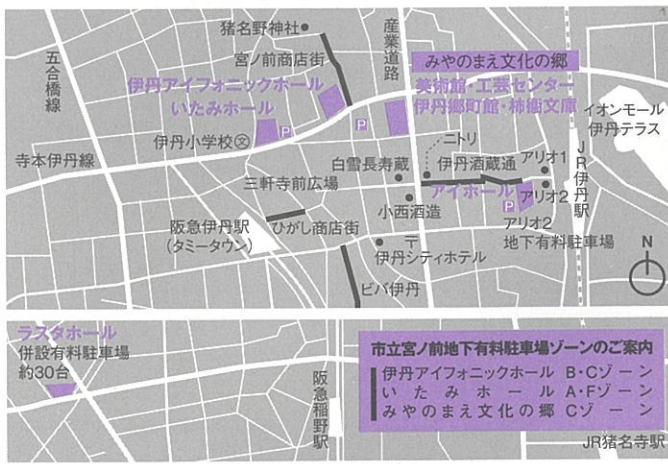 猪名野神社
宮ノ前商店街
産業道路
五合橋線
みやのまえ文化の郷
美術館・工芸センター
伊丹郷町館・柿衞文庫
伊丹アイフォニックホール
いたみホール
イオンモール
伊丹テラス
P
P
P
伊丹小学校 文
寺本伊丹線
ニトリ
白雪長寿蔵
伊丹酒蔵通
アリオ1
JR伊丹駅
三軒寺前広場
アイホール
アリオ2
小西酒造
P
アリオ2
地下有料駐車場
阪急伊丹駅
(タミータウン)
ひがし商店街
〒
伊丹シティホテル
N
ビバ伊丹
ラスタホール
併設有料駐車場
約30台
阪急稲野駅
市立宮ノ前地下有料駐車場ゾーンのご案内
伊丹アイフォニックホール B・Cゾーン
いたみホール A・Fゾーン
みやのまえ文化の郷 Cゾーン
JR猪名寺駅